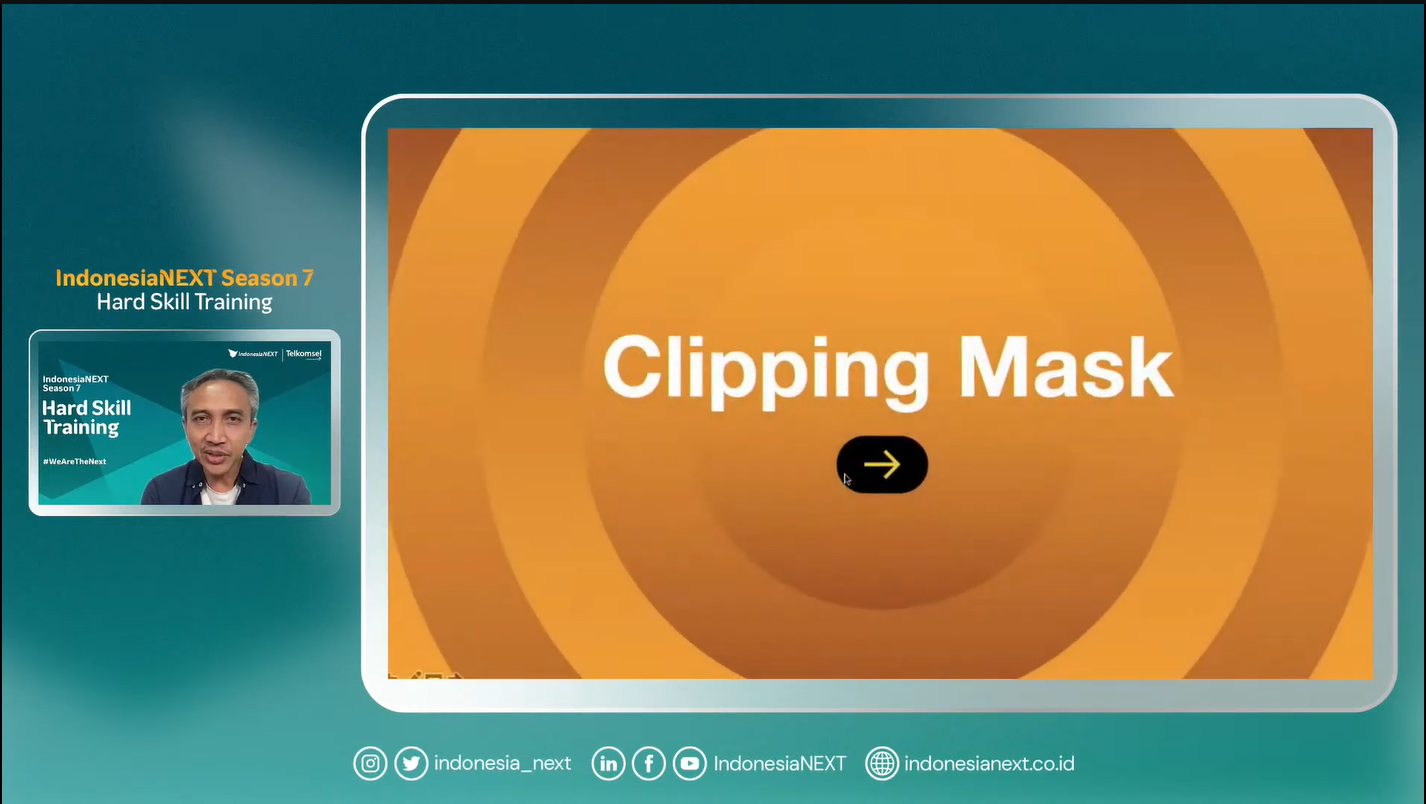 IndonesiaNEXT Season 7
Hard Skill Training
IndonesiaNEXT
Telkomsel
IndonesiaNEXT
Season 7
Hard Skill
Training
#WeAreTheNext
Clipping Mask
indonesia_next
IndonesiaNEXT
indonesianext.co.id